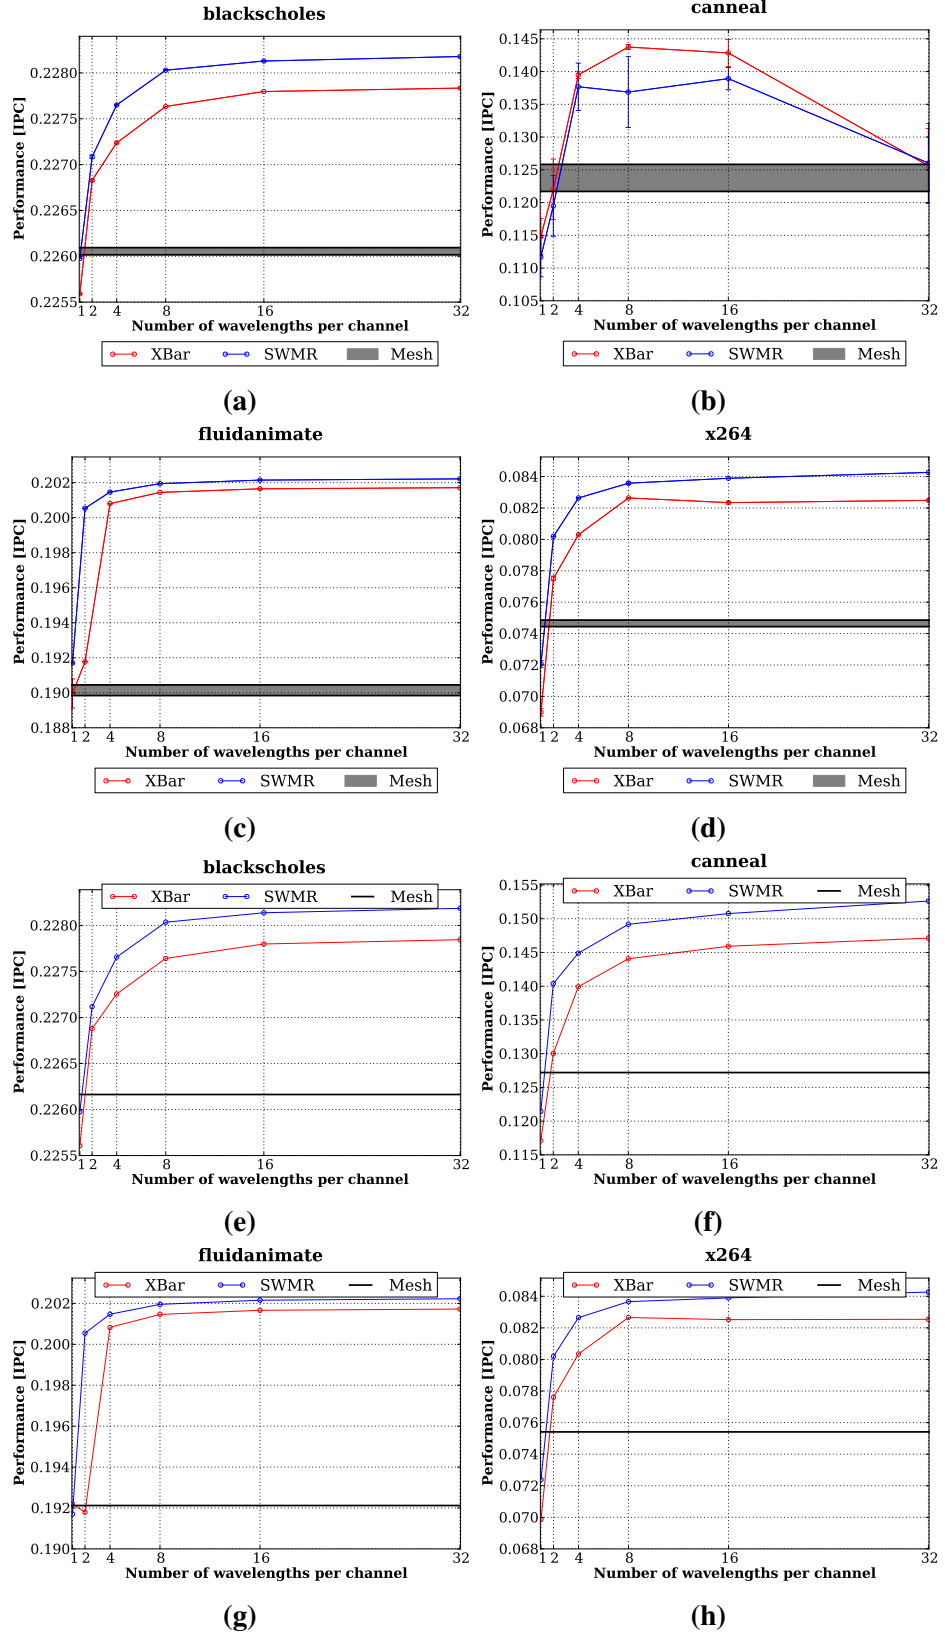 blackscholes
Performance [IPC]
0.2280
0.2275
0.2270
0.2265
0.2260
0.2255
1 2 4 8 16 32
Number of wavelengths per channel
XBar SWMR Mesh
(a)
canneal
Performance [IPC]
0.145
0.140
0.135
0.130
0.125
0.120
0.115
0.110
0.105
1 2 4 8 16 32
Number of wavelengths per channel
XBar SWMR Mesh
(b)
fluidanimate
Performance [IPC]
0.202
0.200
0.198
0.196
0.194
0.192
0.190
0.188
1 2 4 8 16 32
Number of wavelengths per channel
XBar SWMR Mesh
(c)
x264
Performance [IPC]
0.084
0.082
0.080
0.078
0.076
0.074
0.072
0.070
0.068
1 2 4 8 16 32
Number of wavelengths per channel
XBar SWMR Mesh
(d)
blackscholes
XBar SWMR Mesh
Performance [IPC]
0.2280
0.2275
0.2270
0.2265
0.2260
0.2255
1 2 4 8 16 32
Number of wavelengths per channel
(e)
canneal
XBar SWMR Mesh
Performance [IPC]
0.155
0.150
0.145
0.140
0.135
0.130
0.125
0.120
0.115
1 2 4 8 16 32
Number of wavelengths per channel
(f)
fluidanimate
XBar SWMR Mesh
Performance [IPC]
0.202
0.200
0.198
0.196
0.194
0.192
0.190
1 2 4 8 16 32
Number of wavelengths per channel
(g)
x264
XBar SWMR Mesh
Performance [IPC]
0.084
0.082
0.080
0.078
0.076
0.074
0.072
0.070
0.068
1 2 4 8 16 32
Number of wavelengths per channel
(h)